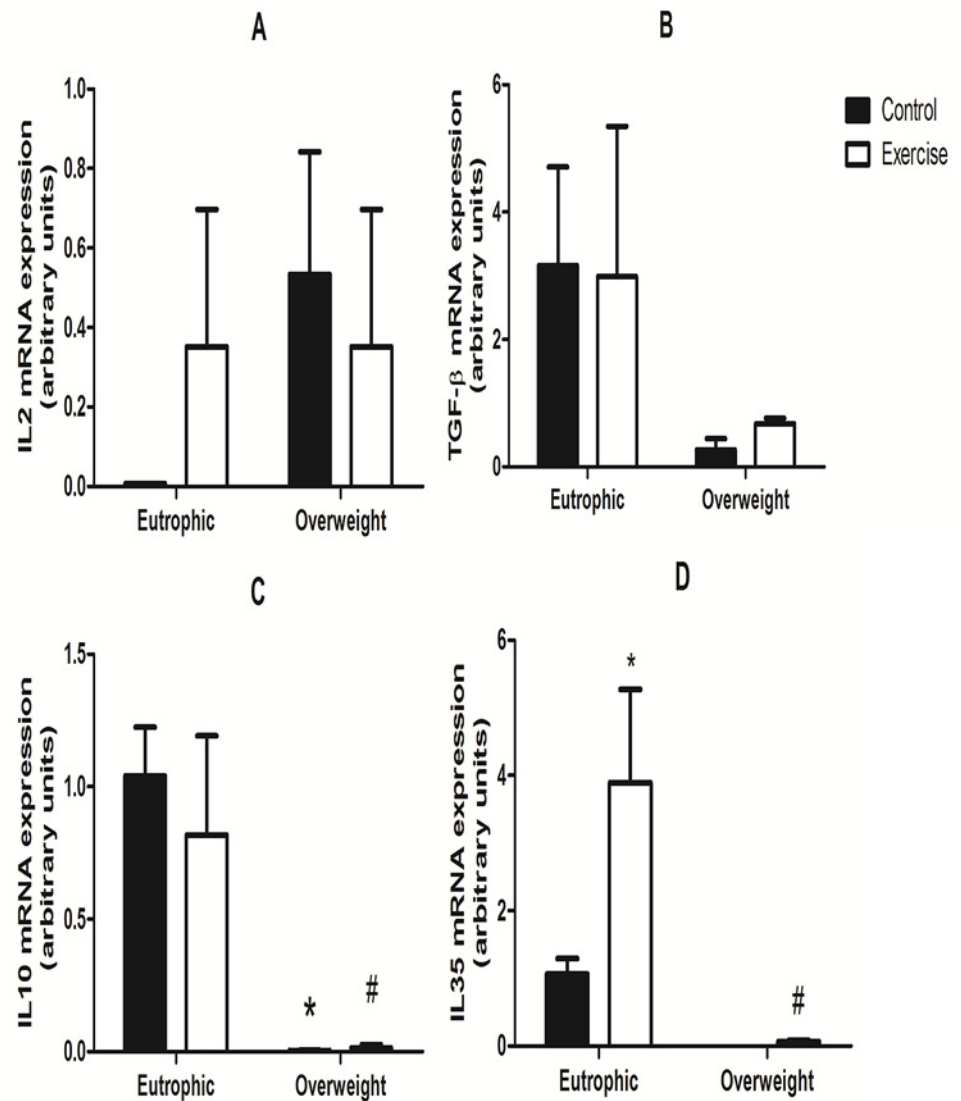 A
IL2 mRNA expression
(arbitrary units)
1.0
0.8
0.6
0.4
0.2
0.0
Eutrophic
Overweight
B
TGF-β mRNA expression
(arbitrary units)
6
4
2
0
Eutrophic
Overweight
Control
Exercise
C
IL10 mRNA expression
(arbitrary units)
1.5
1.0
0.5
0.0
*
#
Eutrophic
Overweight
D
IL35 mRNA expression
(arbitrary units)
6
4
2
0
*
#
Eutrophic
Overweight